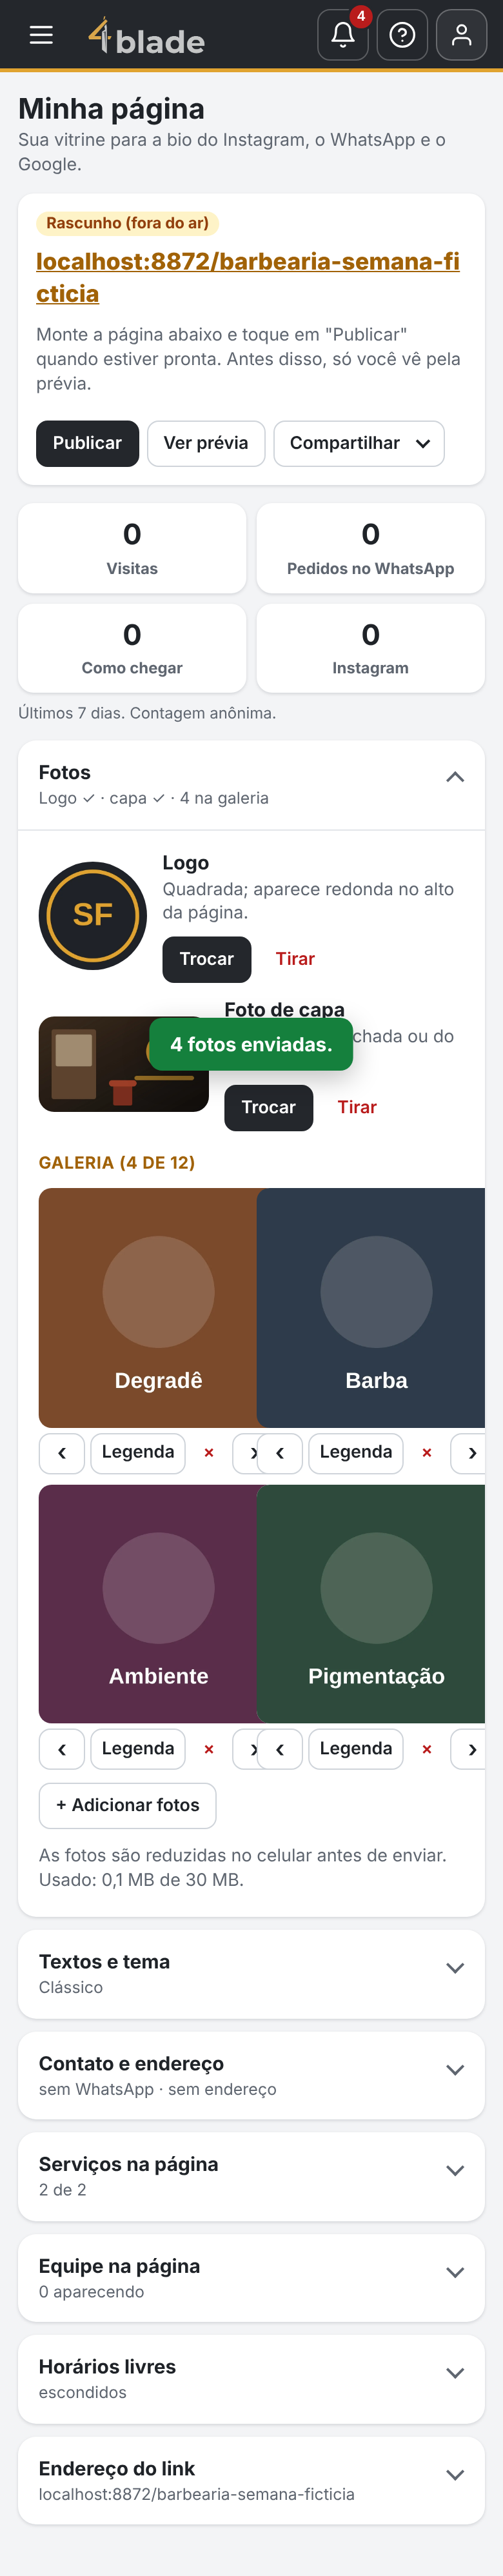 4blade
4
Minha página
Sua vitrine para a bio do Instagram, o WhatsApp e o
Google.
Rascunho (fora do ar)
localhost:8872/barbearia-semana-fi
cticia
Monte a página abaixo e toque em "Publicar"
quando estiver pronta. Antes disso, só você vê pela
prévia.
Publicar
Ver prévia
Compartilhar
0
Visitas
0
Pedidos no WhatsApp
0
Como chegar
0
Instagram
Últimos 7 dias. Contagem anônima.
Fotos
Logo ✓ · capa ✓ · 4 na galeria
SF
Logo
Quadrada; aparece redonda no alto
da página.
Trocar
Tirar
Foto de capa
chada ou do
4 fotos enviadas.
Trocar
Tirar
GALERIA (4 DE 12)
Degradê
Barba
‹ Legenda × › ‹ Legenda × ›
Ambiente
Pigmentação
‹ Legenda × › ‹ Legenda × ›
+ Adicionar fotos
As fotos são reduzidas no celular antes de enviar.
Usado: 0,1 MB de 30 MB.
Textos e tema
Clássico
Contato e endereço
sem WhatsApp · sem endereço
Serviços na página
2 de 2
Equipe na página
0 aparecendo
Horários livres
escondidos
Endereço do link
localhost:8872/barbearia-semana-ficticia